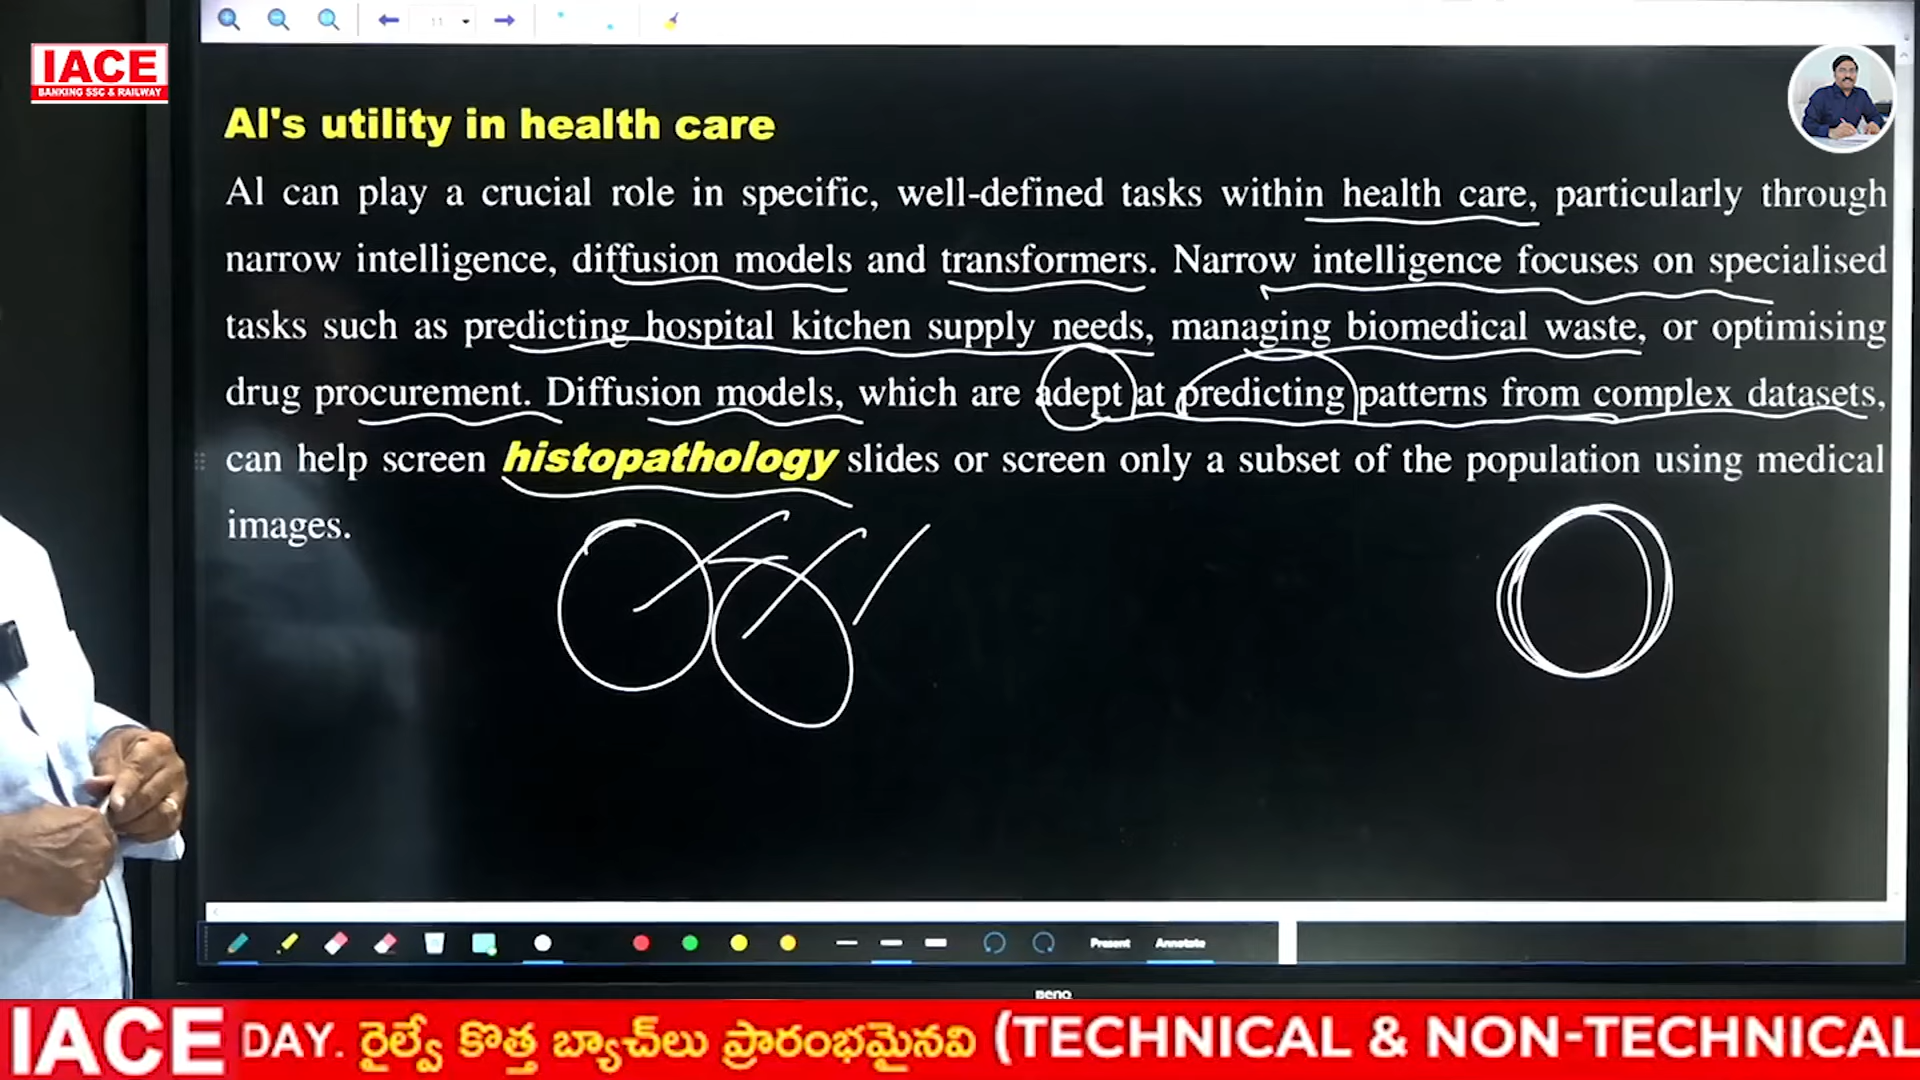 11
IACE
BANKING SSC & RAILWAY
AI's utility in health care
AI can play a crucial role in specific, well-defined tasks within health care, particularly through
narrow intelligence, diffusion models and transformers. Narrow intelligence focuses on specialised
tasks such as predicting hospital kitchen supply needs, managing biomedical waste, or optimising
drug procurement. Diffusion models, which are adept at predicting patterns from complex datasets,
can help screen histopathology slides or screen only a subset of the population using medical
images.
Present Annotate
BenQ
IACE DAY. రైల్వే కొత్త బ్యాచ్‌లు ప్రారంభమైనవి (TECHNICAL & NON-TECHNICAL